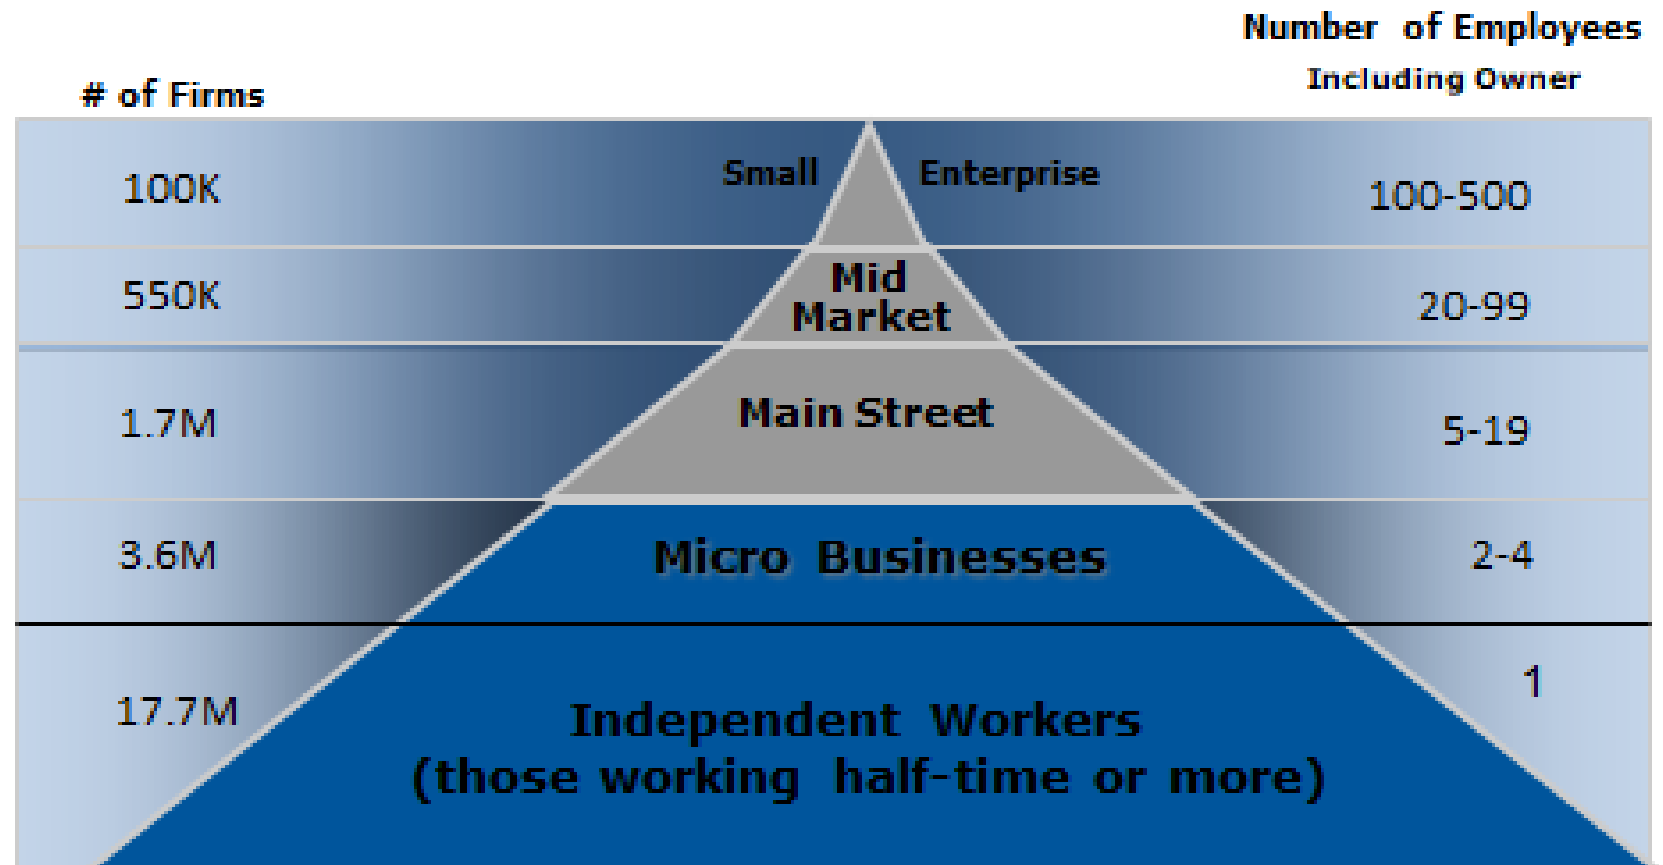 Number of Employees
Including Owner
# of Firms
100K
Small Enterprise
100-500
550K
Mid
Market
20-99
1.7M
Main Street
5-19
3.6M
Micro Businesses
2-4
17.7M
1
Independent Workers
(those working half-time or more)